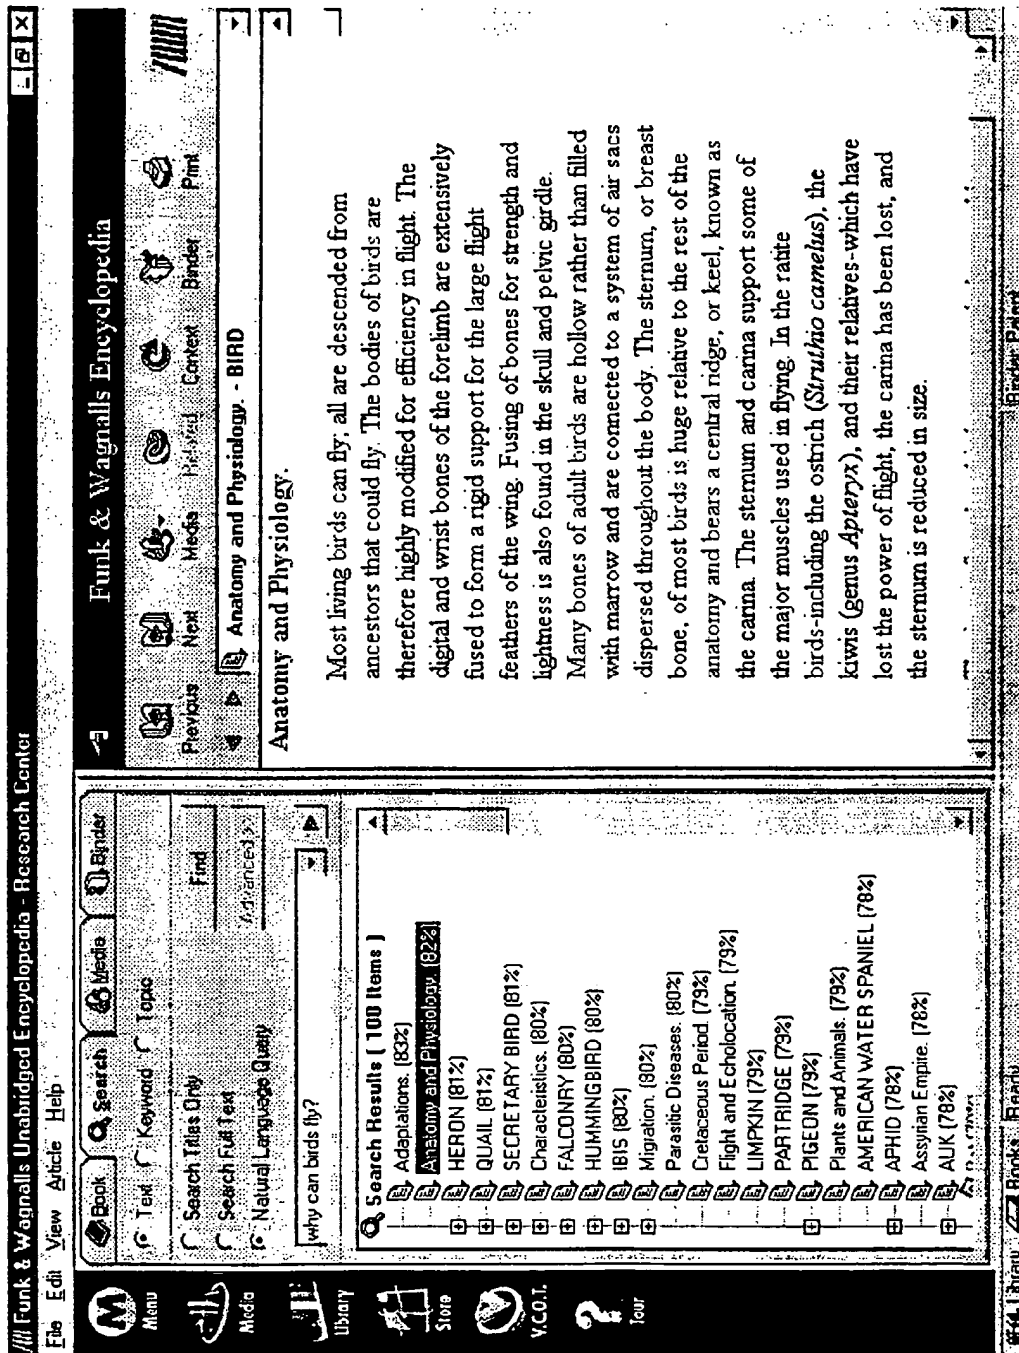 Funk & Wagnalls Unabridged Encyclopedia - Research Center
File Edit View Article Help
Menu
Media
Library
Store
Y.C.O.T.
Tour
Book Search Media Binder
Text Keyword Topic
Search Titles Only
Search Full Text
Natural Language Query
Find
Advanced >>
why can birds fly?
Search Results ( 100 Items )
Adaptations. (83%)
Anatomy and Physiology. (82%)
HERON (81%)
QUAIL (81%)
SECRETARY BIRD (81%)
Characteristics. (80%)
FALCONRY (80%)
HUMMINGBIRD (80%)
IBIS (80%)
Migration. (80%)
Parasitic Diseases. (80%)
Cretaceous Period. (79%)
Flight and Echolocation. (79%)
LIMPKIN (79%)
PARTRIDGE (79%)
PIGEON (79%)
Plants and Animals. (79%)
AMERICAN WATER SPANIEL (78%)
APHID (78%)
Assyrian Empire. (78%)
AUK (78%)
Funk & Wagnalls Encyclopedia
Previous Next Media Related Context Binder Print
Anatomy and Physiology. - BIRD
Anatomy and Physiology.
Most living birds can fly; all are descended from
ancestors that could fly. The bodies of birds are
therefore highly modified for efficiency in flight. The
digital and wrist bones of the forelimb are extensively
fused to form a rigid support for the large flight
feathers of the wing. Fusing of bones for strength and
lightness is also found in the skull and pelvic girdle.
Many bones of adult birds are hollow rather than filled
with marrow and are connected to a system of air sacs
dispersed throughout the body. The sternum, or breast
bone, of most birds is huge relative to the rest of the
anatomy and bears a central ridge, or keel, known as
the carina. The sternum and carina support some of
the major muscles used in flying. In the ratite
birds-including the ostrich (Struthio camelus), the
kiwis (genus Apteryx), and their relatives-which have
lost the power of flight, the carina has been lost, and
the sternum is reduced in size.
Library Books Ready